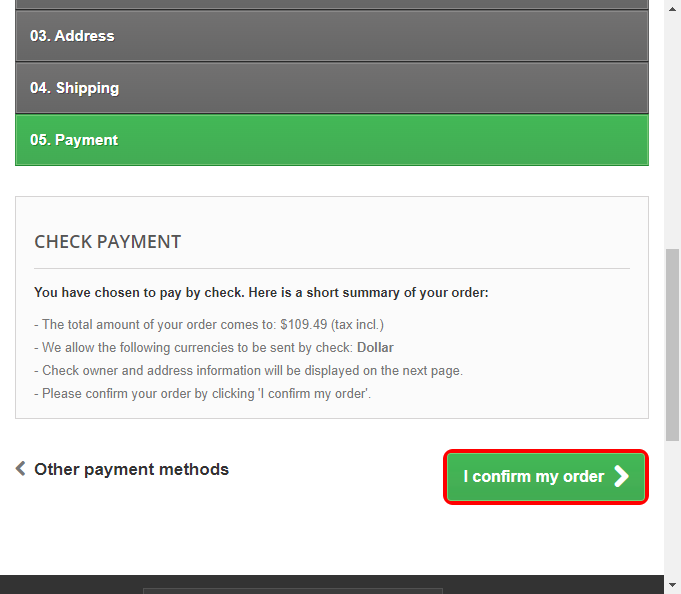 03. Address
04. Shipping
05. Payment
CHECK PAYMENT
You have chosen to pay by check. Here is a short summary of your order:
- The total amount of your order comes to: $109.49 (tax incl.)
- We allow the following currencies to be sent by check: Dollar
- Check owner and address information will be displayed on the next page.
- Please confirm your order by clicking 'I confirm my order'.
Other payment methods
I confirm my order